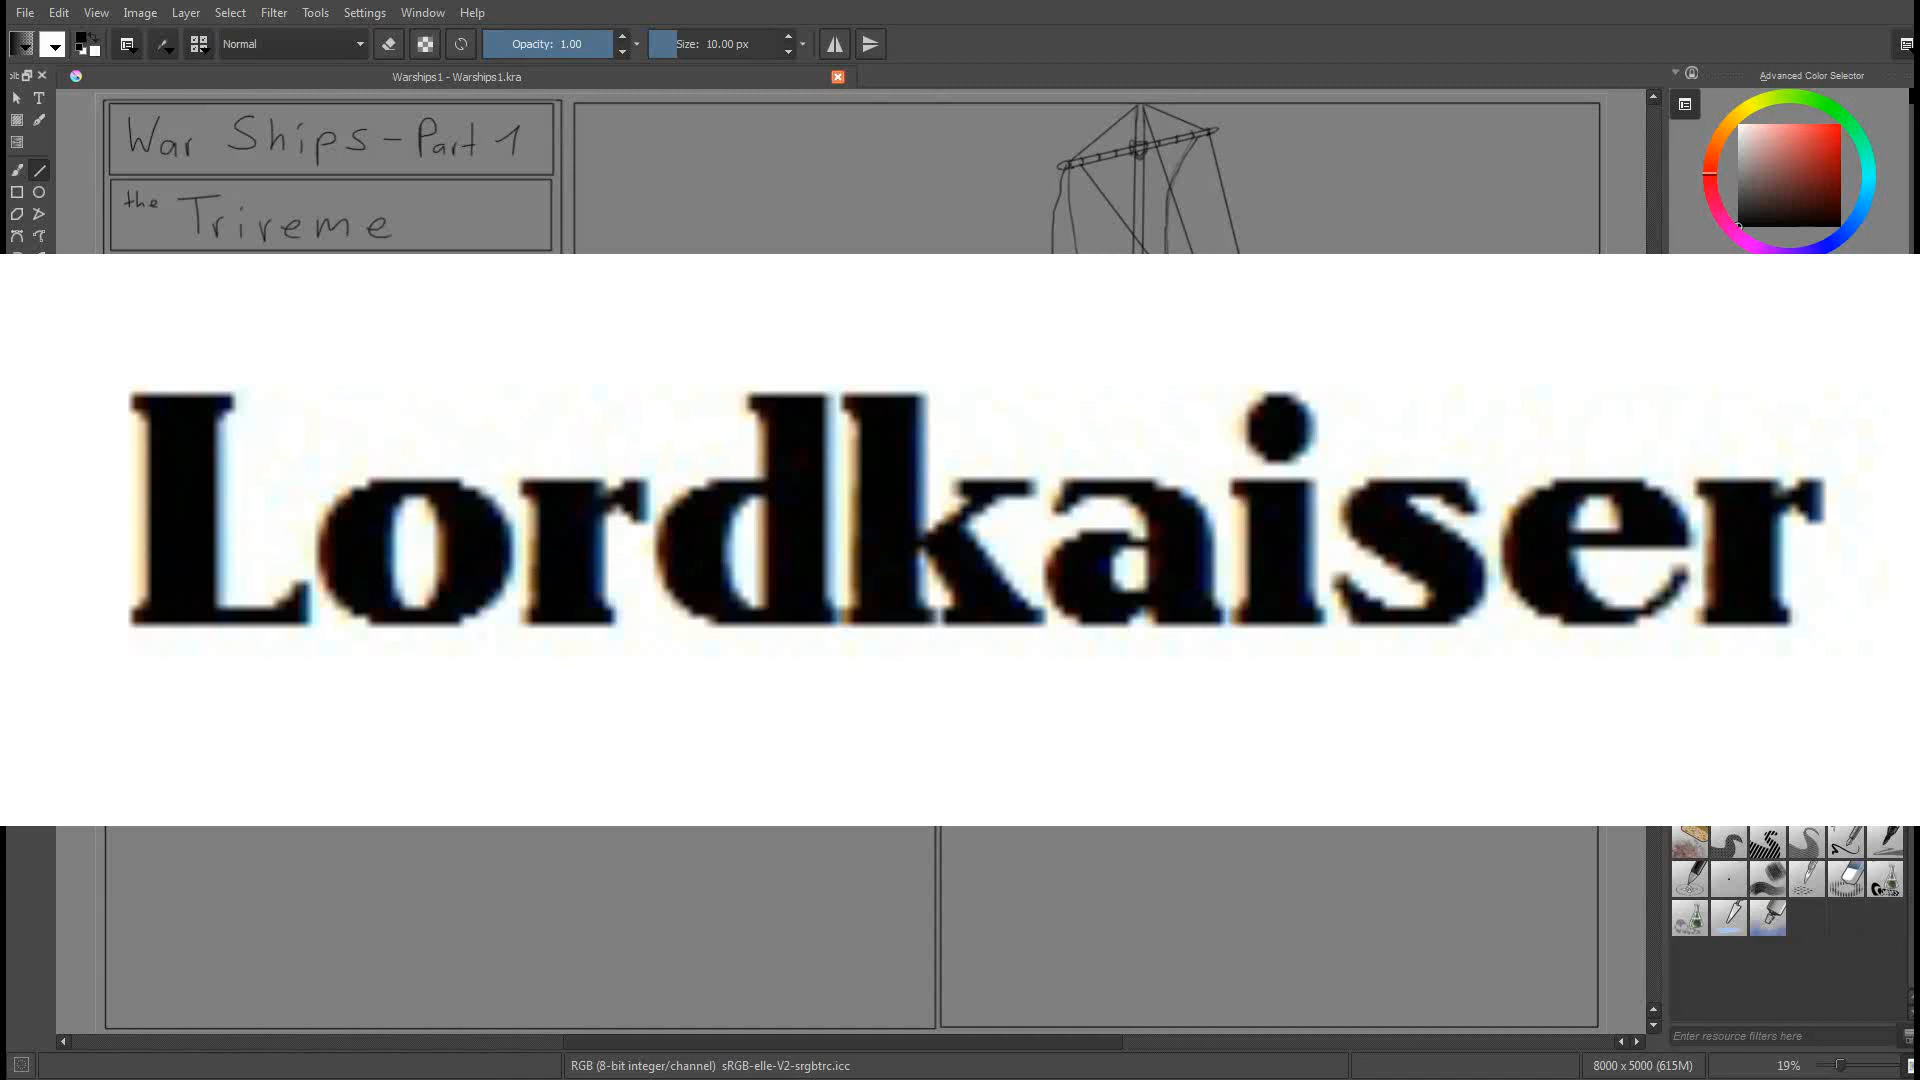 File Edit View Image Layer Select Filter Tools Settings Window Help
Normal Opacity: 1.00 Size: 10.00 px
Warships1 - Warships1.kra
Advanced Color Selector
War Ships - Part 1
the Trireme
Lordkaiser
Enter resource filters here
RGB (8-bit integer/channel) sRGB-elle-V2-srgbtrc.icc
8000 x 5000 (615M)
19%